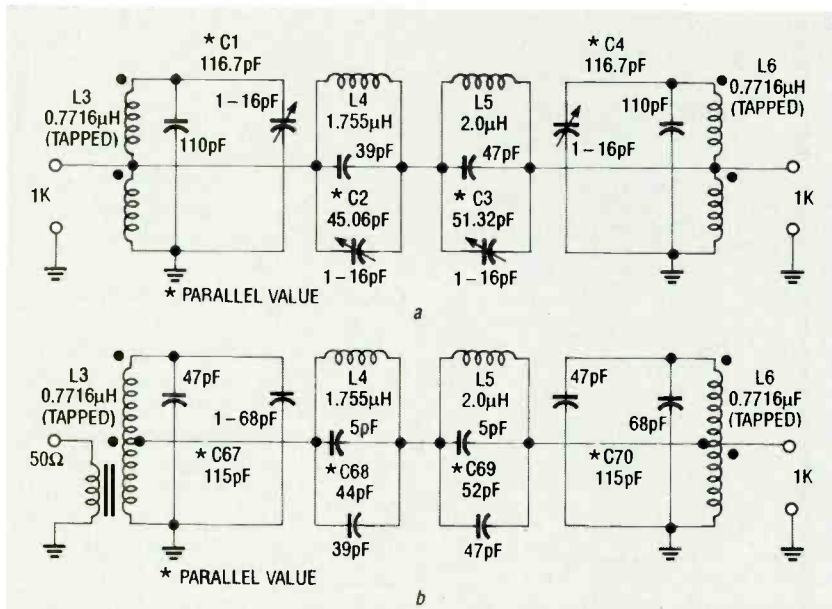 * C1
116.7pF
* C4
116.7pF
L3
0.7716µH
(TAPPED)
1–16pF
110pF
L4
1.755µH
39pF
* C2
45.06pF
1–16pF
L5
2.0µH
47pF
* C3
51.32pF
1–16pF
110pF
1–16pF
L6
0.7716µH
(TAPPED)
1K
1K
* PARALLEL VALUE
a
L3
0.7716µH
(TAPPED)
50Ω
47pF
1–68pF
* C67
115pF
L4
1.755µH
5pF
* C68
44pF
39pF
L5
2.0µH
5pF
* C69
52pF
47pF
47pF
68pF
* C70
115pF
L6
0.7716µF
(TAPPED)
1K
* PARALLEL VALUE
b